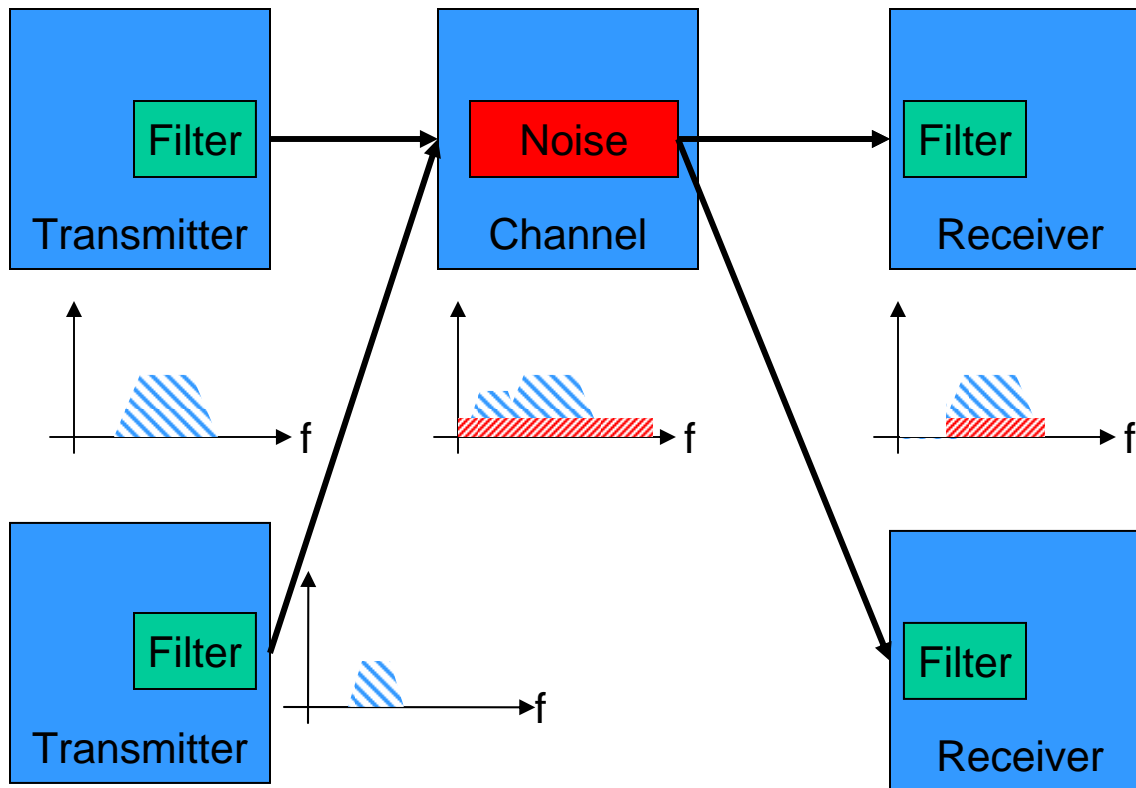 Filter
Transmitter
Noise
Channel
Filter
Receiver
f
f
f
Filter
Transmitter
f
Filter
Receiver